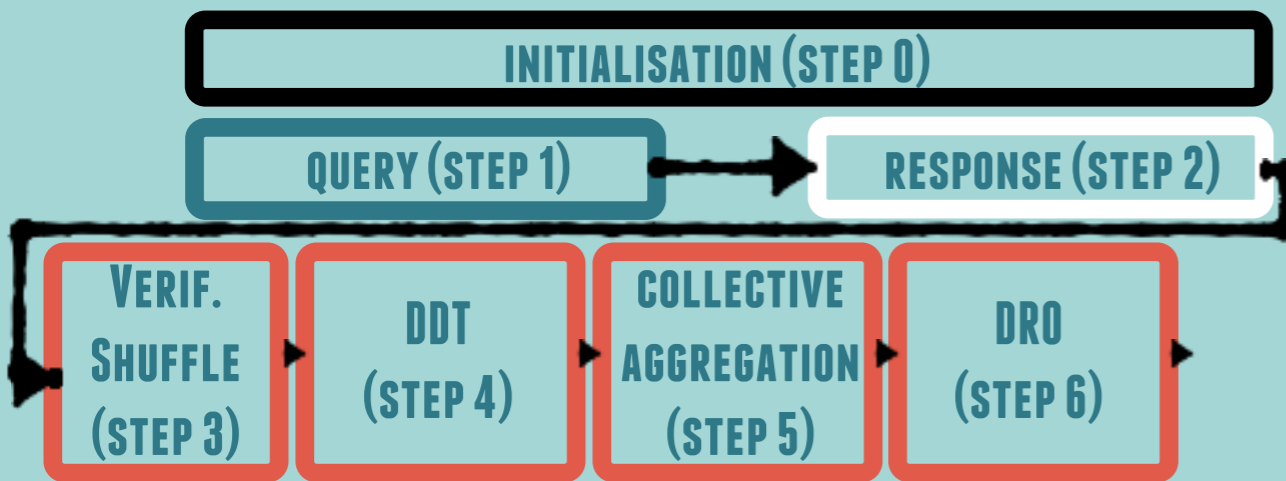 INITIALISATION (STEP 0)
QUERY (STEP 1)
RESPONSE (STEP 2)
VERIF.
SHUFFLE
(STEP 3)
DDT
(STEP 4)
COLLECTIVE
AGGREGATION
(STEP 5)
DRO
(STEP 6)